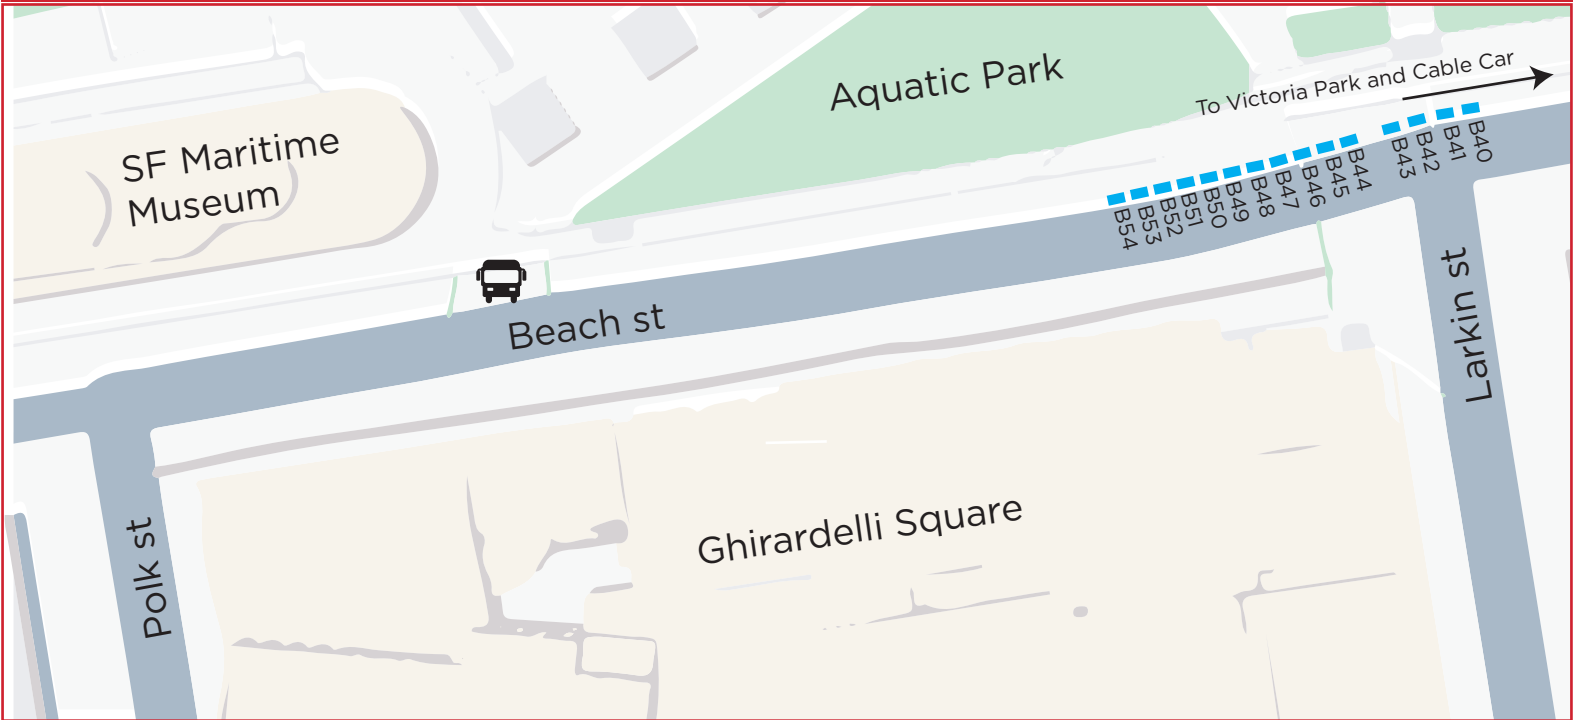 Aquatic Park
To Victoria Park and Cable Car
SF Maritime
Museum
B54
B53
B52
B51
B50
B49
B48
B47
B46
B45
B44
B43
B42
B41
B40
Beach st
Larkin st
Ghirardelli Square
Polk st